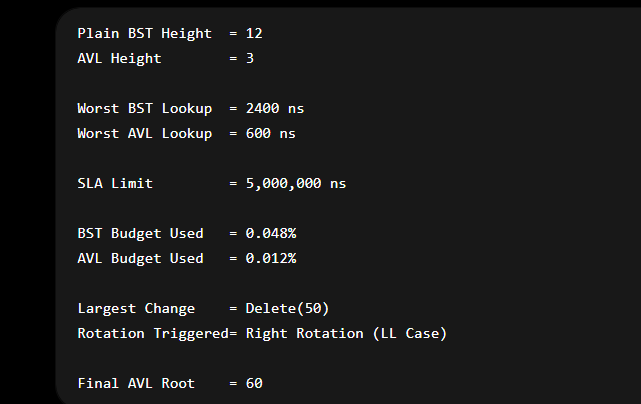 Plain BST Height  = 12
AVL Height        = 3
Worst BST Lookup  = 2400 ns
Worst AVL Lookup  = 600 ns
SLA Limit         = 5,000,000 ns
BST Budget Used   = 0.048%
AVL Budget Used   = 0.012%
Largest Change    = Delete(50)
Rotation Triggered= Right Rotation (LL Case)
Final AVL Root    = 60